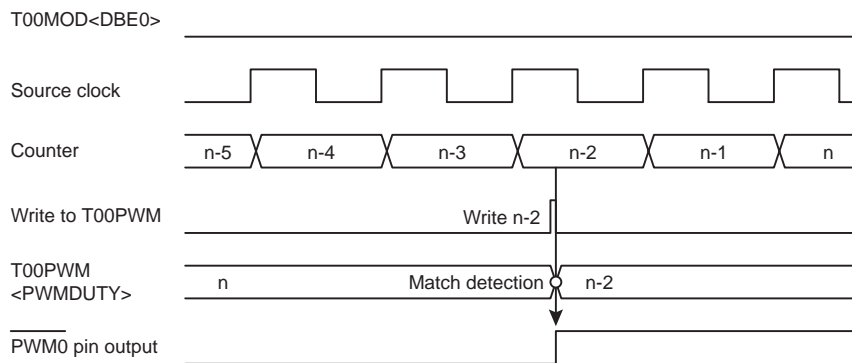 T00MOD<DBE0>
Source clock
Counter n-5 n-4 n-3 n-2 n-1 n
Write to T00PWM Write n-2
T00PWM
<PWMDUTY> n Match detection n-2
PWM0 pin output